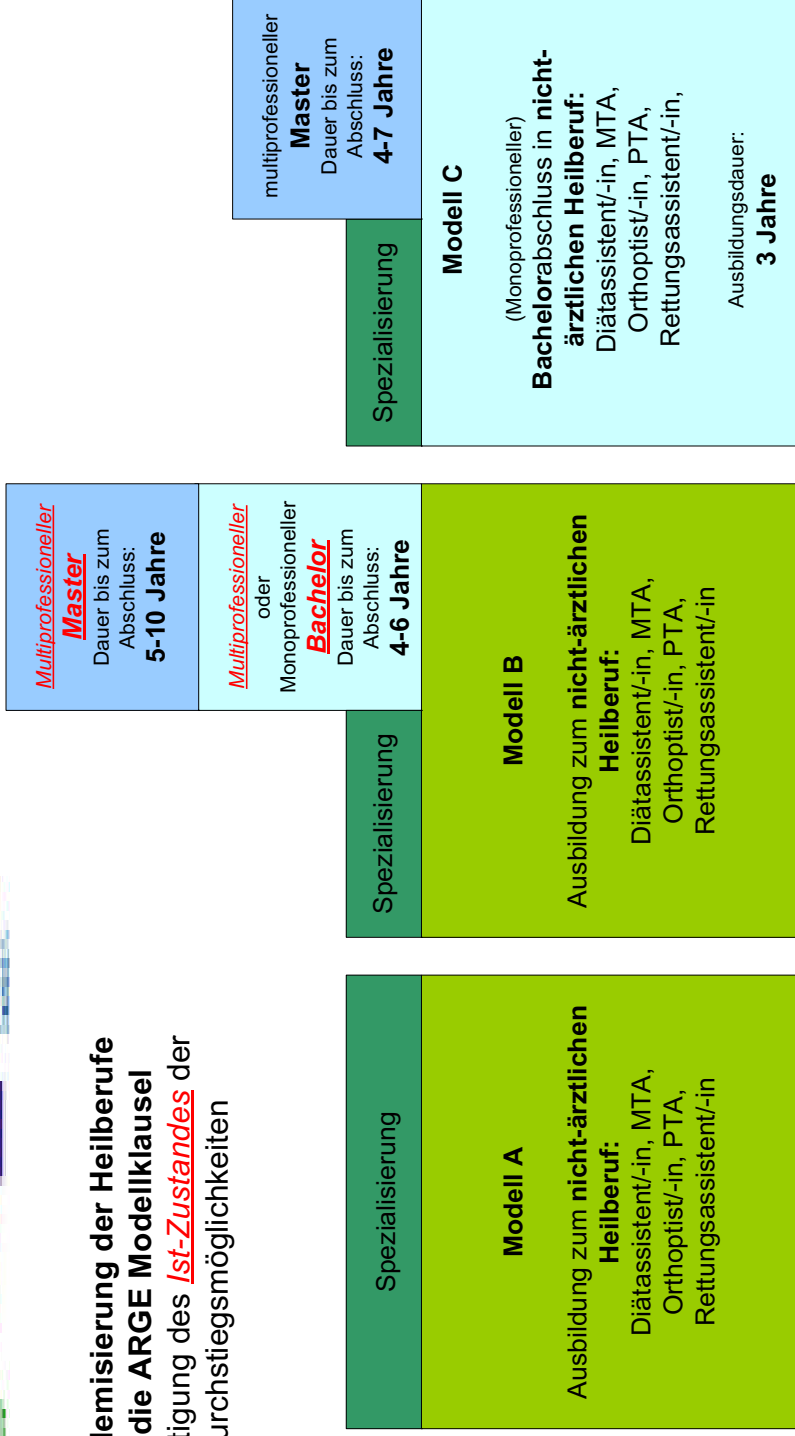 demisierung der Heilberufe
die ARGE Modellklausel
tigung des Ist-Zustandes der
urchstiegsmöglichkeiten
Spezialisierung
Modell A
Ausbildung zum nicht-ärztlichen
Heilberuf:
Diätassistent/-in, MTA,
Orthoptist/-in, PTA,
Rettungsassistent/-in
Multiprofessioneller
Master
Dauer bis zum
Abschluss:
5-10 Jahre
Multiprofessioneller
oder
Monoprofessioneller
Bachelor
Dauer bis zum
Abschluss:
4-6 Jahre
Spezialisierung
Modell B
Ausbildung zum nicht-ärztlichen
Heilberuf:
Diätassistent/-in, MTA,
Orthoptist/-in, PTA,
Rettungsassistent/-in
multiprofessioneller
Master
Dauer bis zum
Abschluss:
4-7 Jahre
Spezialisierung
Modell C
(Monoprofessioneller)
Bachelorabschluss in nicht-
ärztlichen Heilberuf:
Diätassistent/-in, MTA,
Orthoptist/-in, PTA,
Rettungsassistent/-in,
Ausbildungsdauer:
3 Jahre